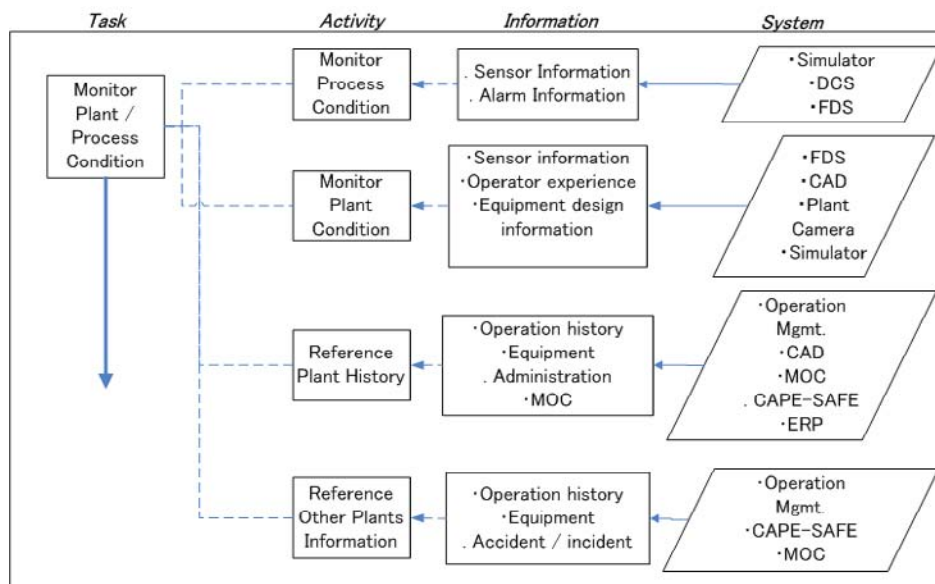 Task Activity Information System
Monitor
Plant /
Process
Condition
Monitor
Process
Condition
. Sensor Information
. Alarm Information
・Simulator
・DCS
・FDS
Monitor
Plant
Condition
・Sensor information
・Operator experience
・Equipment design
information
・FDS
・CAD
・Plant
Camera
・Simulator
Reference
Plant History
・Operation history
・Equipment
. Administration
・MOC
・Operation
Mgmt.
・CAD
・MOC
. CAPE-SAFE
・ERP
Reference
Other Plants
Information
・Operation history
・Equipment
. Accident / incident
・Operation
Mgmt.
・CAPE-SAFE
・MOC